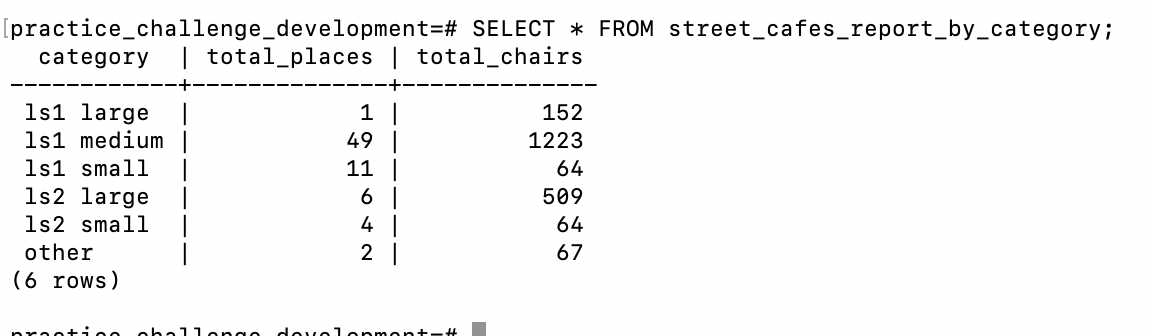 [practice_challenge_development=# SELECT * FROM street_cafes_report_by_category;
  category  | total_places | total_chairs
------------+--------------+--------------
 ls1 large  |            1 |          152
 ls1 medium |           49 |         1223
 ls1 small  |           11 |           64
 ls2 large  |            6 |          509
 ls2 small  |            4 |           64
 other      |            2 |           67
(6 rows)
practice_challenge_development=#